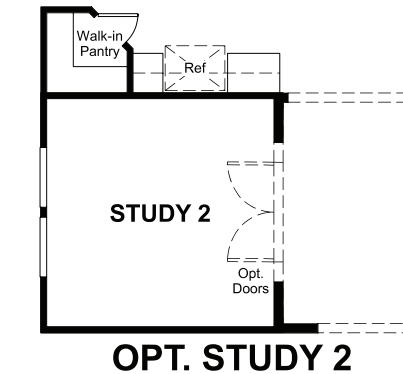 Walk-in
Pantry
Ref
STUDY 2
Opt.
Doors
OPT. STUDY 2